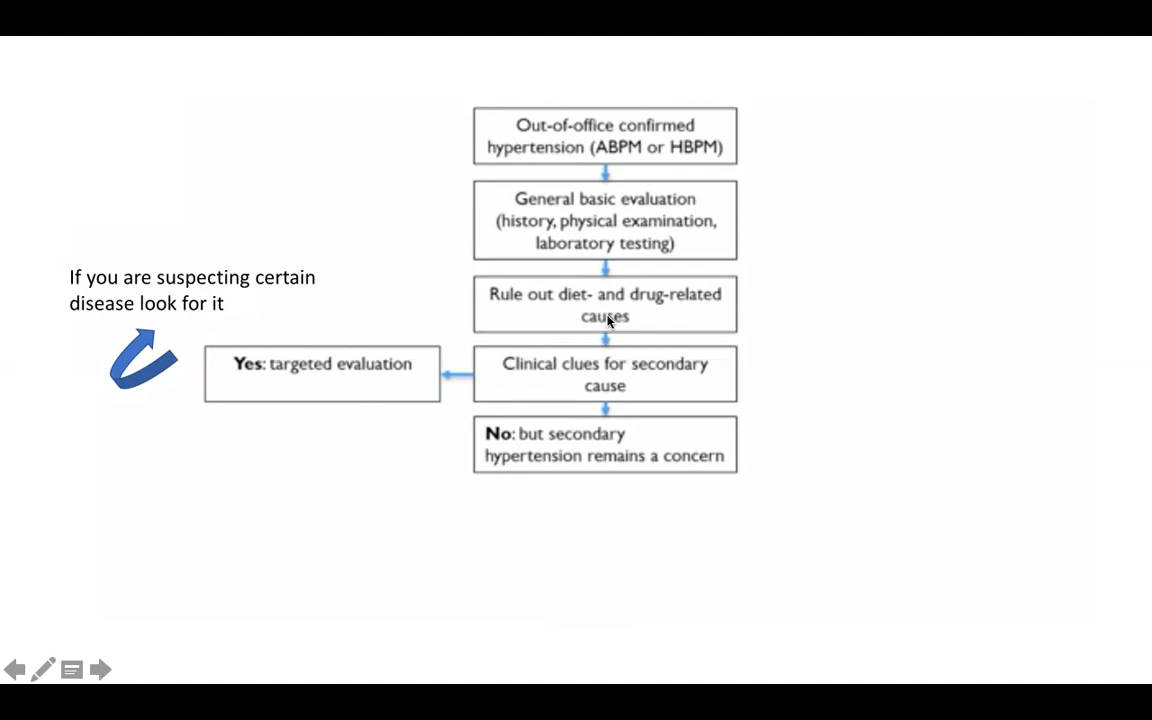 Out-of-office confirmed
hypertension (ABPM or HBPM)
General basic evaluation
(history, physical examination,
laboratory testing)
Rule out diet- and drug-related
causes
If you are suspecting certain
disease look for it
Yes: targeted evaluation
Clinical clues for secondary
cause
No: but secondary
hypertension remains a concern